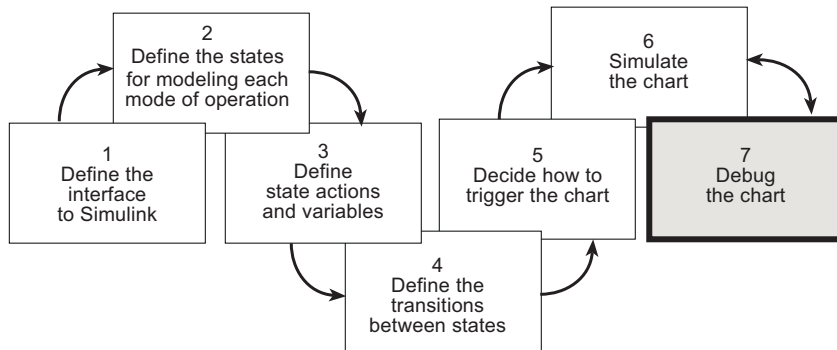 1
Define the
interface
to Simulink
2
Define the states
for modeling each
mode of operation
3
Define
state actions
and variables
4
Define the
transitions
between states
5
Decide how to
trigger the chart
6
Simulate
the chart
7
Debug
the chart